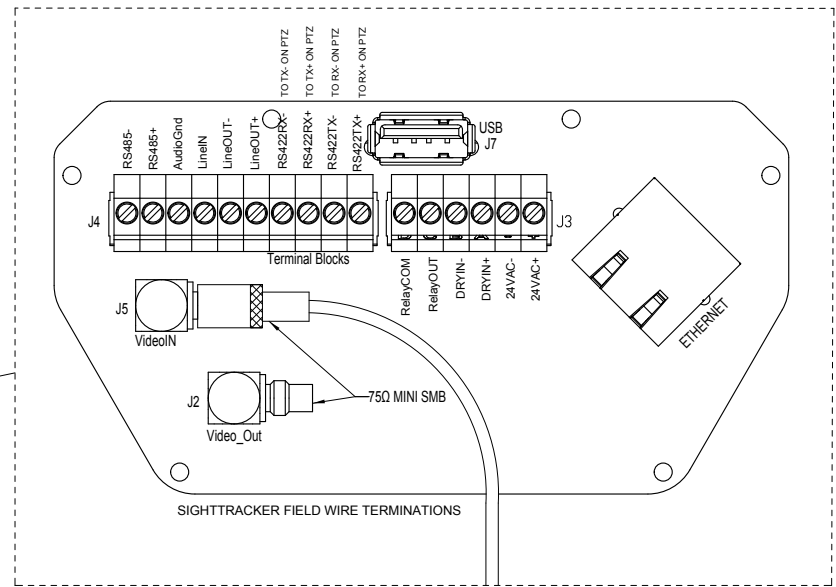 TO TX- ON PTZ
TO TX+ ON PTZ
TO RX- ON PTZ
TO RX+ ON PTZ
RS485-
RS485+
AudioGnd
LineIN
LineOUT-
LineOUT+
RS422RX-
RS422RX+
RS422TX-
RS422TX+
USB
J7
J4
J3
Terminal Blocks
RelayCOM
RelayOUT
DRYIN-
DRYIN+
24VAC-
24VAC+
ETHERNET
J5
VideoIN
J2
Video_Out
75Ω MINI SMB
SIGHTTRACKER FIELD WIRE TERMINATIONS